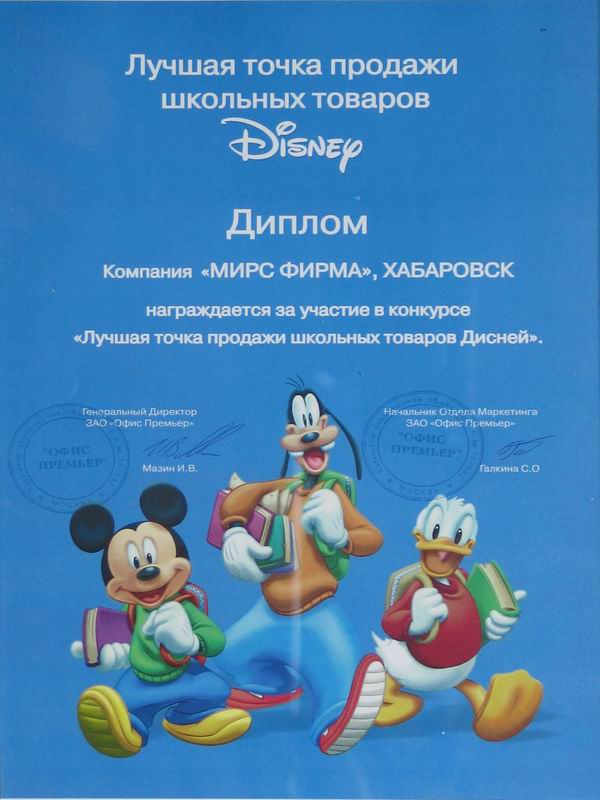 Лучшая точка продажи
школьных товаров
Disney
Диплом
Компания «МИРС ФИРМА», ХАБАРОВСК
награждается за участие в конкурсе
«Лучшая точка продажи школьных товаров Дисней».
Генеральный Директор
ЗАО «Офис Премьер»
Мазин И.В.
Начальник Отдела Маркетинга
ЗАО «Офис Премьер»
Галкина С.О
"ОФИС
ПРЕМЬЕР"
"ОФИС
ПРЕМЬЕР"